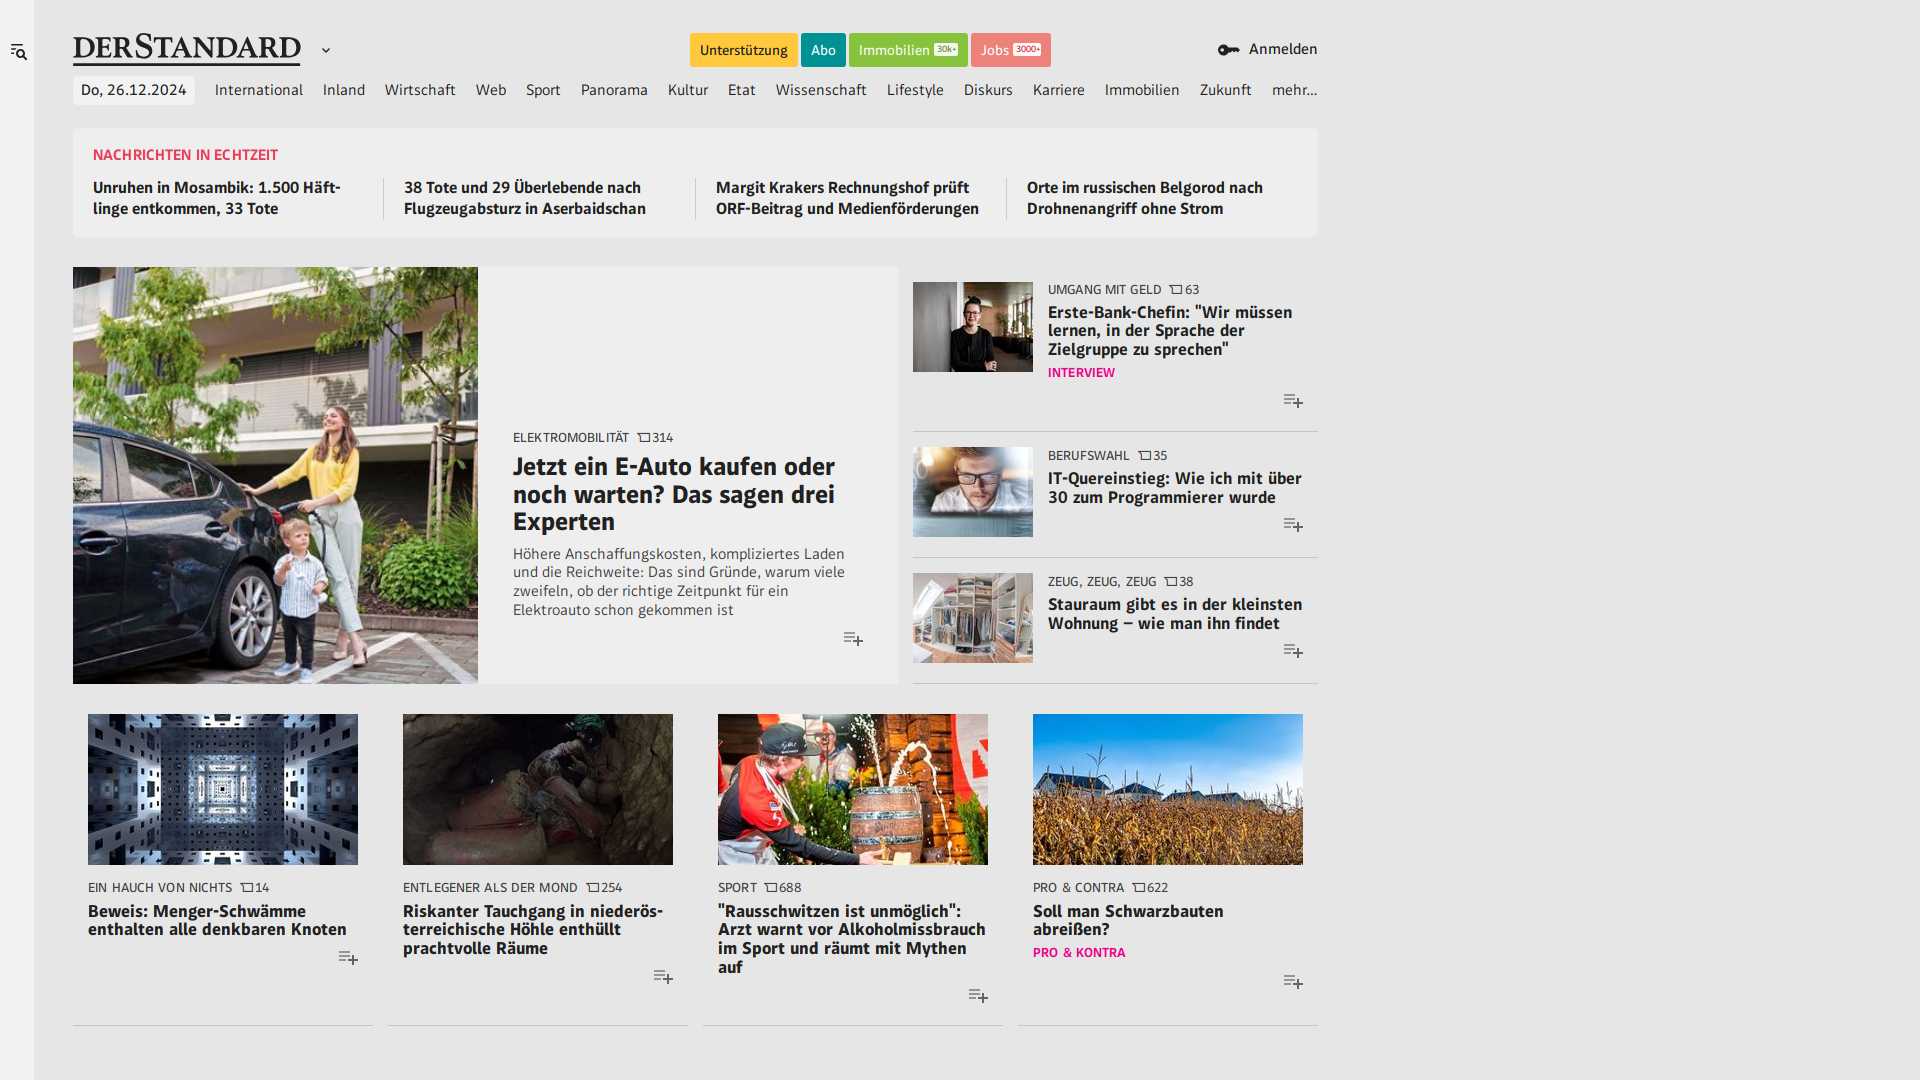 DERSTANDARD
Unterstützung
Abo
Immobilien 30k+
Jobs 3000+
Anmelden
Do, 26.12.2024
International
Inland
Wirtschaft
Web
Sport
Panorama
Kultur
Etat
Wissenschaft
Lifestyle
Diskurs
Karriere
Immobilien
Zukunft
mehr...
NACHRICHTEN IN ECHTZEIT
Unruhen in Mosambik: 1.500 Häft-
linge entkommen, 33 Tote
38 Tote und 29 Überlebende nach
Flugzeugabsturz in Aserbaidschan
Margit Krakers Rechnungshof prüft
ORF-Beitrag und Medienförderungen
Orte im russischen Belgorod nach
Drohnenangriff ohne Strom
ELEKTROMOBILITÄT 314
Jetzt ein E-Auto kaufen oder
noch warten? Das sagen drei
Experten
Höhere Anschaffungskosten, kompliziertes Laden
und die Reichweite: Das sind Gründe, warum viele
zweifeln, ob der richtige Zeitpunkt für ein
Elektroauto schon gekommen ist
UMGANG MIT GELD 63
Erste-Bank-Chefin: "Wir müssen
lernen, in der Sprache der
Zielgruppe zu sprechen"
INTERVIEW
BERUFSWAHL 35
IT-Quereinstieg: Wie ich mit über
30 zum Programmierer wurde
ZEUG, ZEUG, ZEUG 38
Stauraum gibt es in der kleinsten
Wohnung – wie man ihn findet
EIN HAUCH VON NICHTS 14
Beweis: Menger-Schwämme
enthalten alle denkbaren Knoten
ENTLEGENER ALS DER MOND 254
Riskanter Tauchgang in niederös-
terreichische Höhle enthüllt
prachtvolle Räume
SPORT 688
"Rausschwitzen ist unmöglich":
Arzt warnt vor Alkoholmissbrauch
im Sport und räumt mit Mythen
auf
PRO & CONTRA 622
Soll man Schwarzbauten
abreißen?
PRO & KONTRA